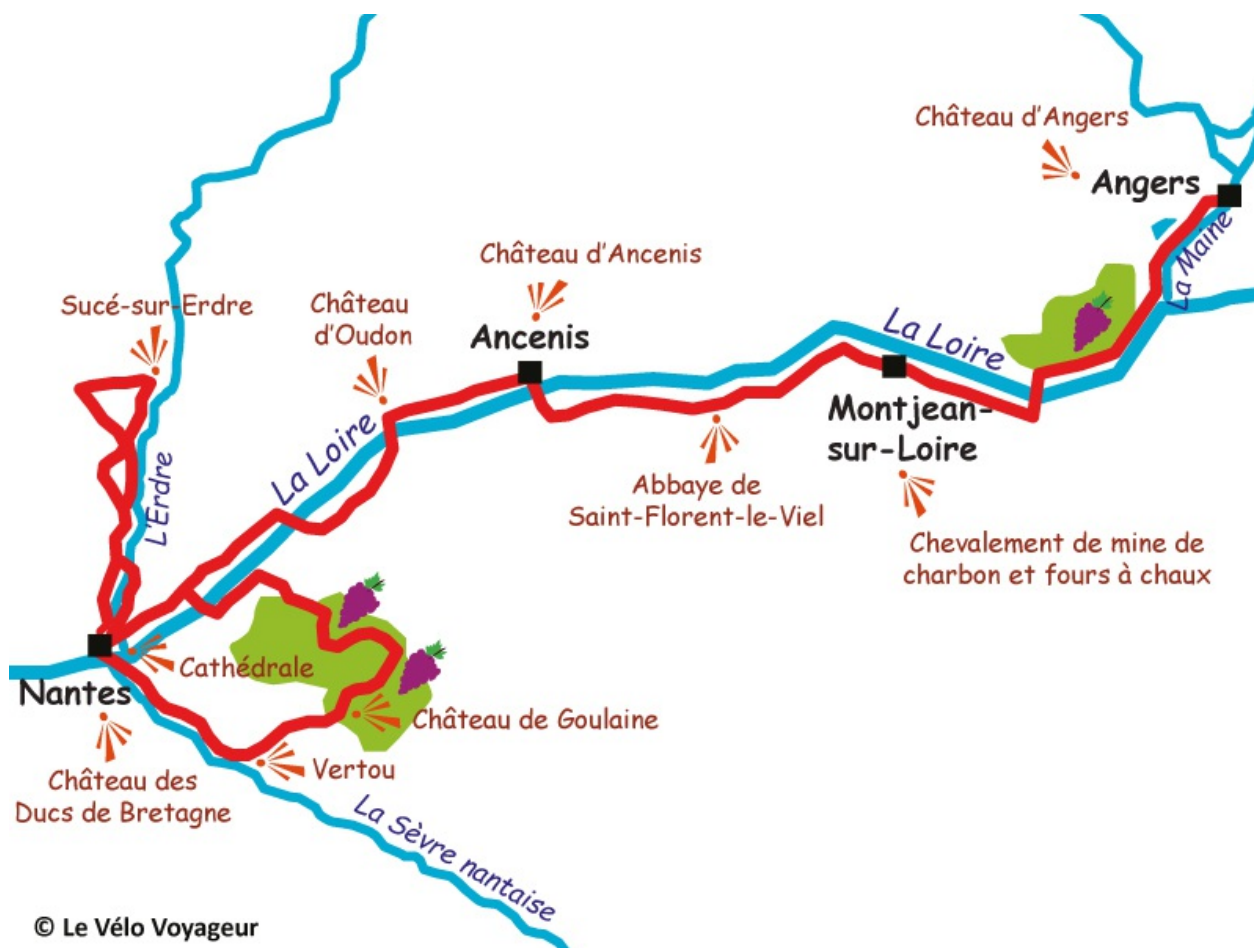 Château d'Angers
Angers
La Maine
Château d'Ancenis
Ancenis
Sucé-sur-Erdre
Château
d'Oudon
La Loire
La Loire
Montjean-
sur-Loire
L'Erdre
Abbaye de
Saint-Florent-le-Viel
Chevalement de mine de
charbon et fours à chaux
Cathédrale
Nantes
Château de Goulaine
Vertou
Château des
Ducs de Bretagne
La Sèvre nantaise
© Le Vélo Voyageur